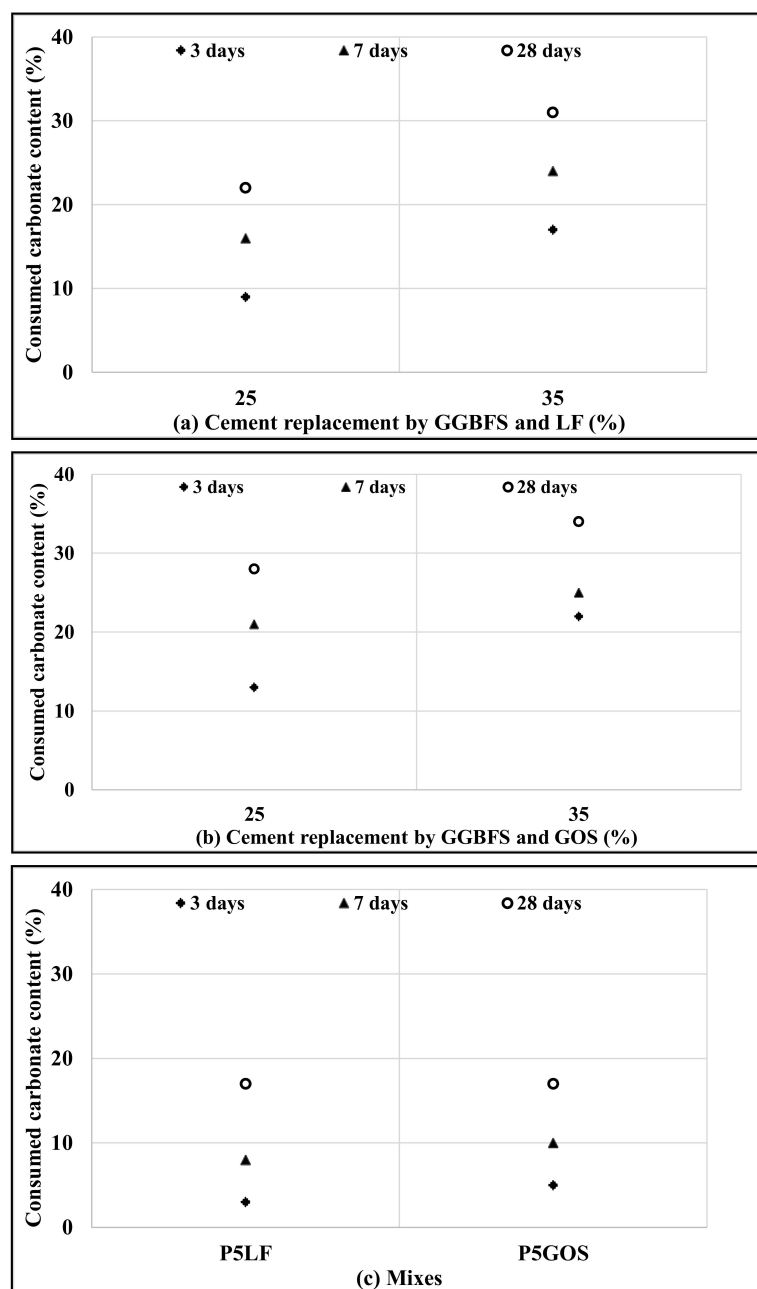 Consumed carbonate content (%)
40
30
20
10
0
3 days 7 days 28 days
25 35
(a) Cement replacement by GGBFS and LF (%)
Consumed carbonate content (%)
40
30
20
10
0
3 days 7 days 28 days
25 35
(b) Cement replacement by GGBFS and GOS (%)
Consumed carbonate content (%)
40
30
20
10
0
3 days 7 days 28 days
P5LF P5GOS
(c) Mixes